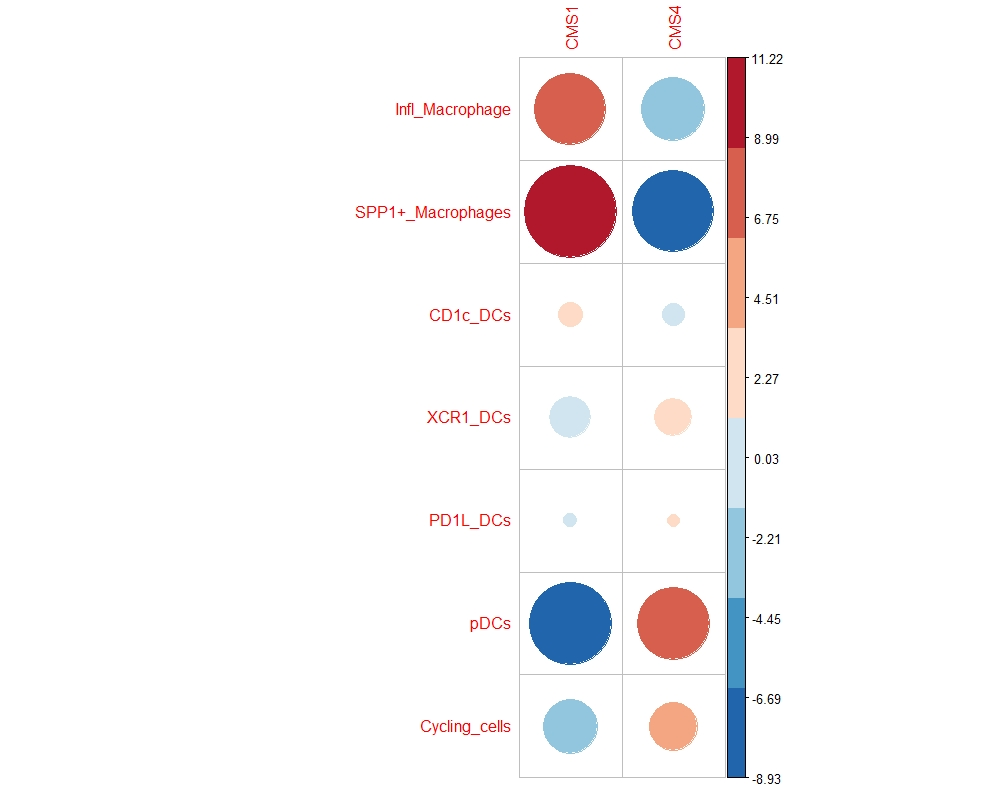 CMS1
CMS4
Infl_Macrophage
SPP1+_Macrophages
CD1c_DCs
XCR1_DCs
PD1L_DCs
pDCs
Cycling_cells
11.22
8.99
6.75
4.51
2.27
0.03
-2.21
-4.45
-6.69
-8.93